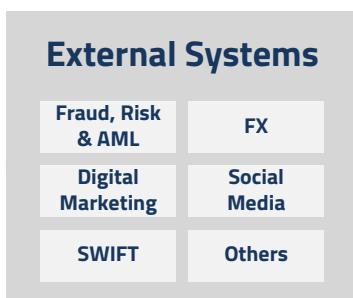 External Systems
Fraud, Risk
& AML
FX
Digital
Marketing
Social
Media
SWIFT
Others